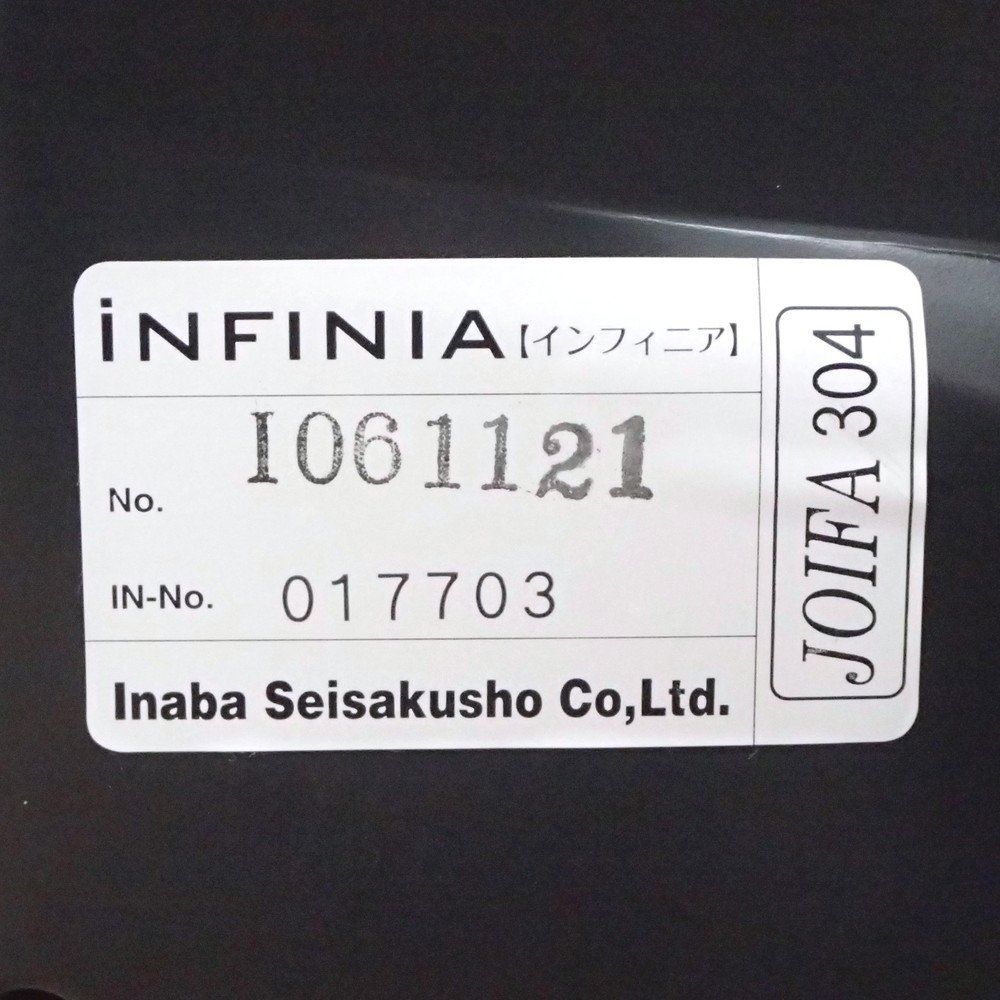 iNFINIA【インフィニア】
No. I061121
IN-No. 017703
Inaba Seisakusho Co,Ltd.
JOIFA 304